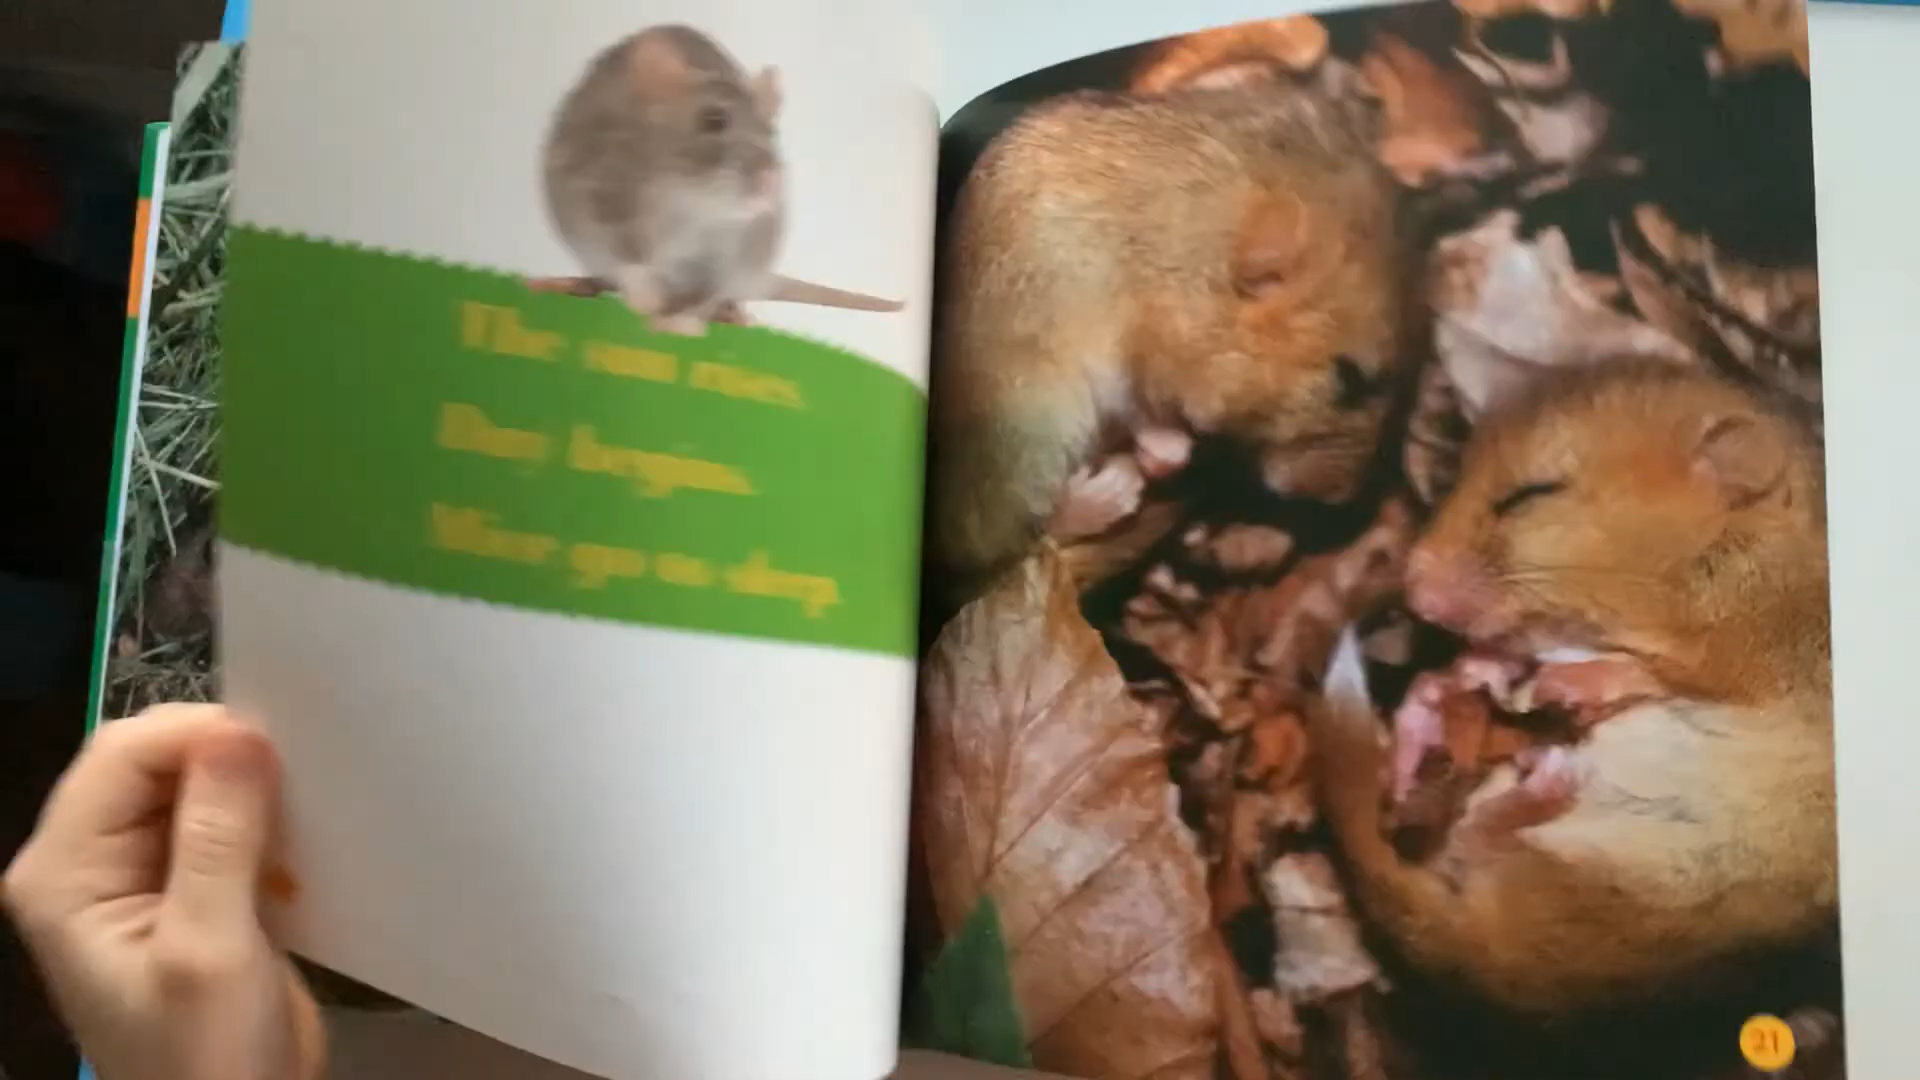 The sun rises.
Day begins.
Mice go to sleep.
21